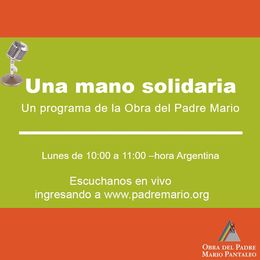 Una mano solidaria
Un programa de la Obra del Padre Mario
Lunes de 10:00 a 11:00 –hora Argentina
Escuchanos en vivo
ingresando a www.padremario.org
OBRA DEL PADRE
MARIO PANTALEO